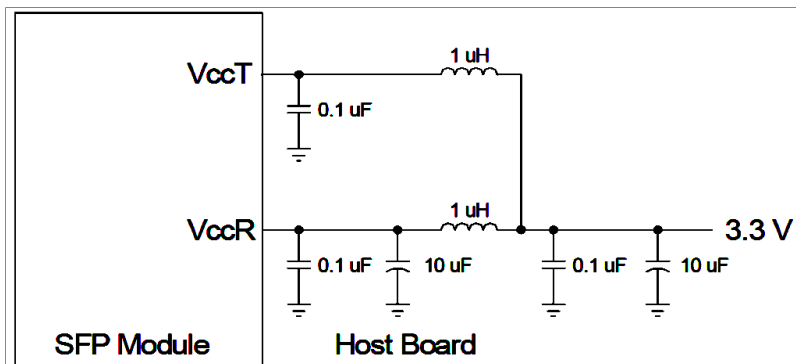 1 uH
VccT
0.1 uF
1 uH
VccR
3.3 V
0.1 uF
10 uF
0.1 uF
10 uF
SFP Module
Host Board